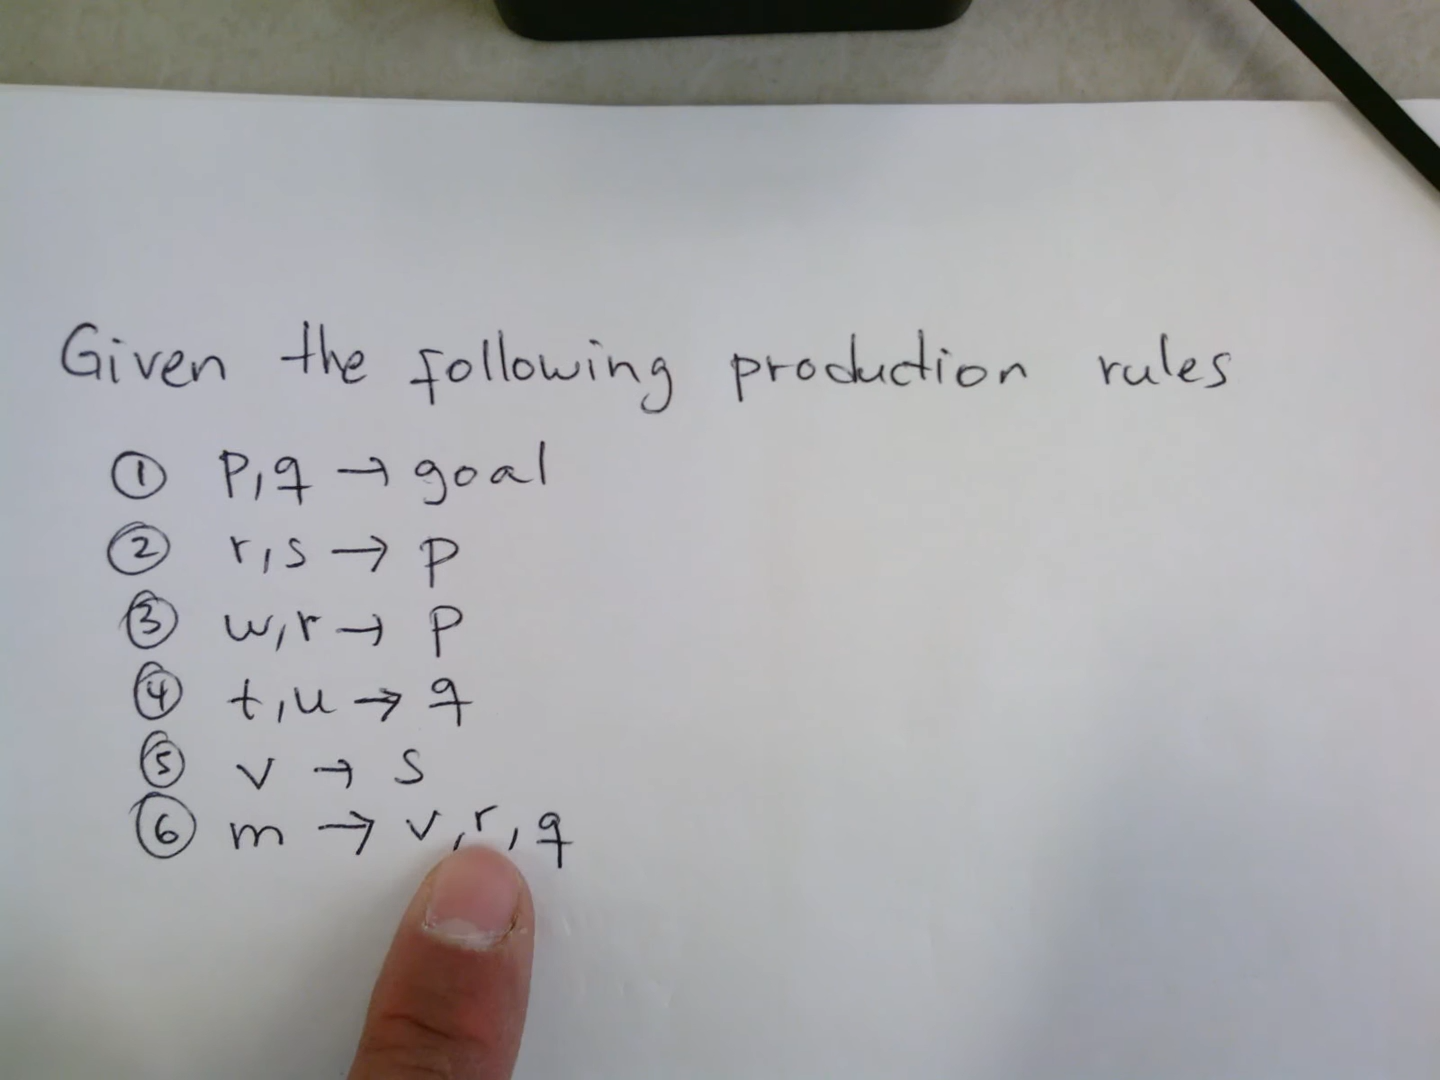 Given the following production rules
① p,q → goal
② r,s → p
③ w,r → p
④ t,u → q
⑤ v → s
⑥ m → v,r,q